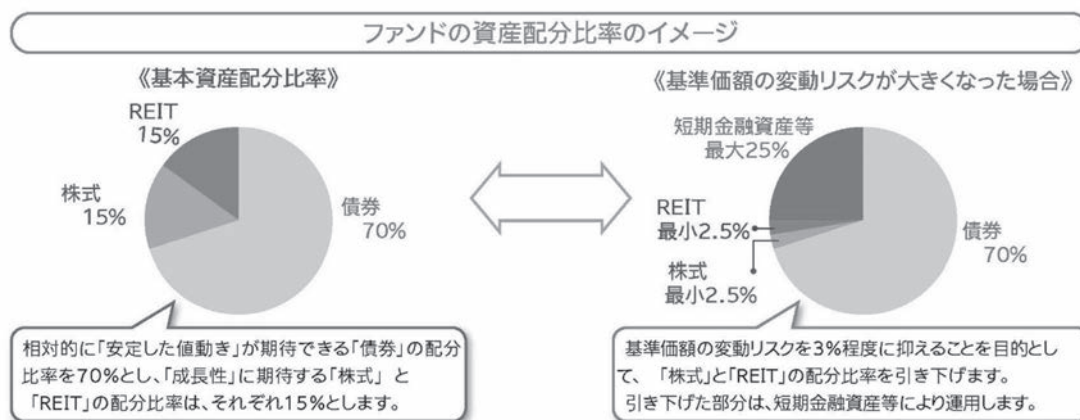 ファンドの資産配分比率のイメージ
《基本資産配分比率》
REIT
15%
株式
15%
債券
70%
相対的に「安定した値動き」が期待できる「債券」の配分
比率を70%とし、「成長性」に期待する「株式」と
「REIT」の配分比率は、それぞれ15%とします。
《基準価額の変動リスクが大きくなった場合》
短期金融資産等
最大25%
REIT
最小2.5%
株式
最小2.5%
債券
70%
基準価額の変動リスクを3%程度に抑えることを目的とし
て、「株式」と「REIT」の配分比率を引き下げます。
引き下げた部分は、短期金融資産等により運用します。